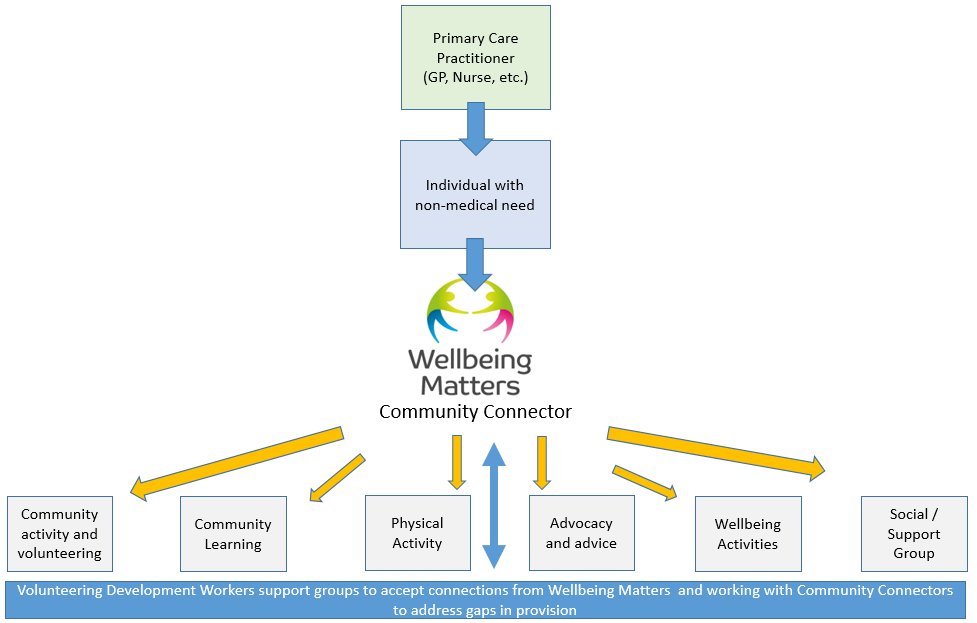 Primary Care
Practitioner
(GP, Nurse, etc.)
Individual with
non-medical need
Wellbeing
Matters
Community Connector
Community
activity and
volunteering
Community
Learning
Physical
Activity
Advocacy
and advice
Wellbeing
Activities
Social /
Support
Group
Volunteering Development Workers support groups to accept connections from Wellbeing Matters and working with Community Connectors
to address gaps in provision